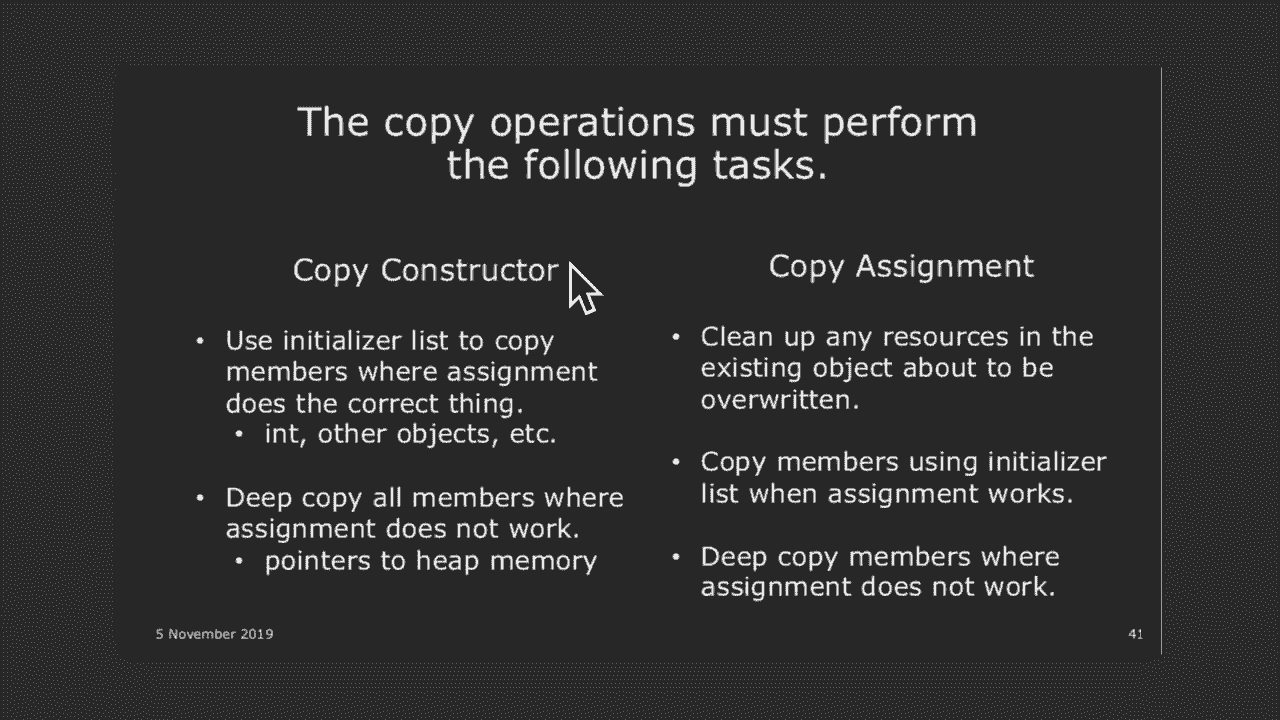 The copy operations must perform
the following tasks.
Copy Constructor
• Use initializer list to copy
members where assignment
does the correct thing.
• int, other objects, etc.
• Deep copy all members where
assignment does not work.
• pointers to heap memory
Copy Assignment
• Clean up any resources in the
existing object about to be
overwritten.
• Copy members using initializer
list when assignment works.
• Deep copy members where
assignment does not work.
5 November 2019
41